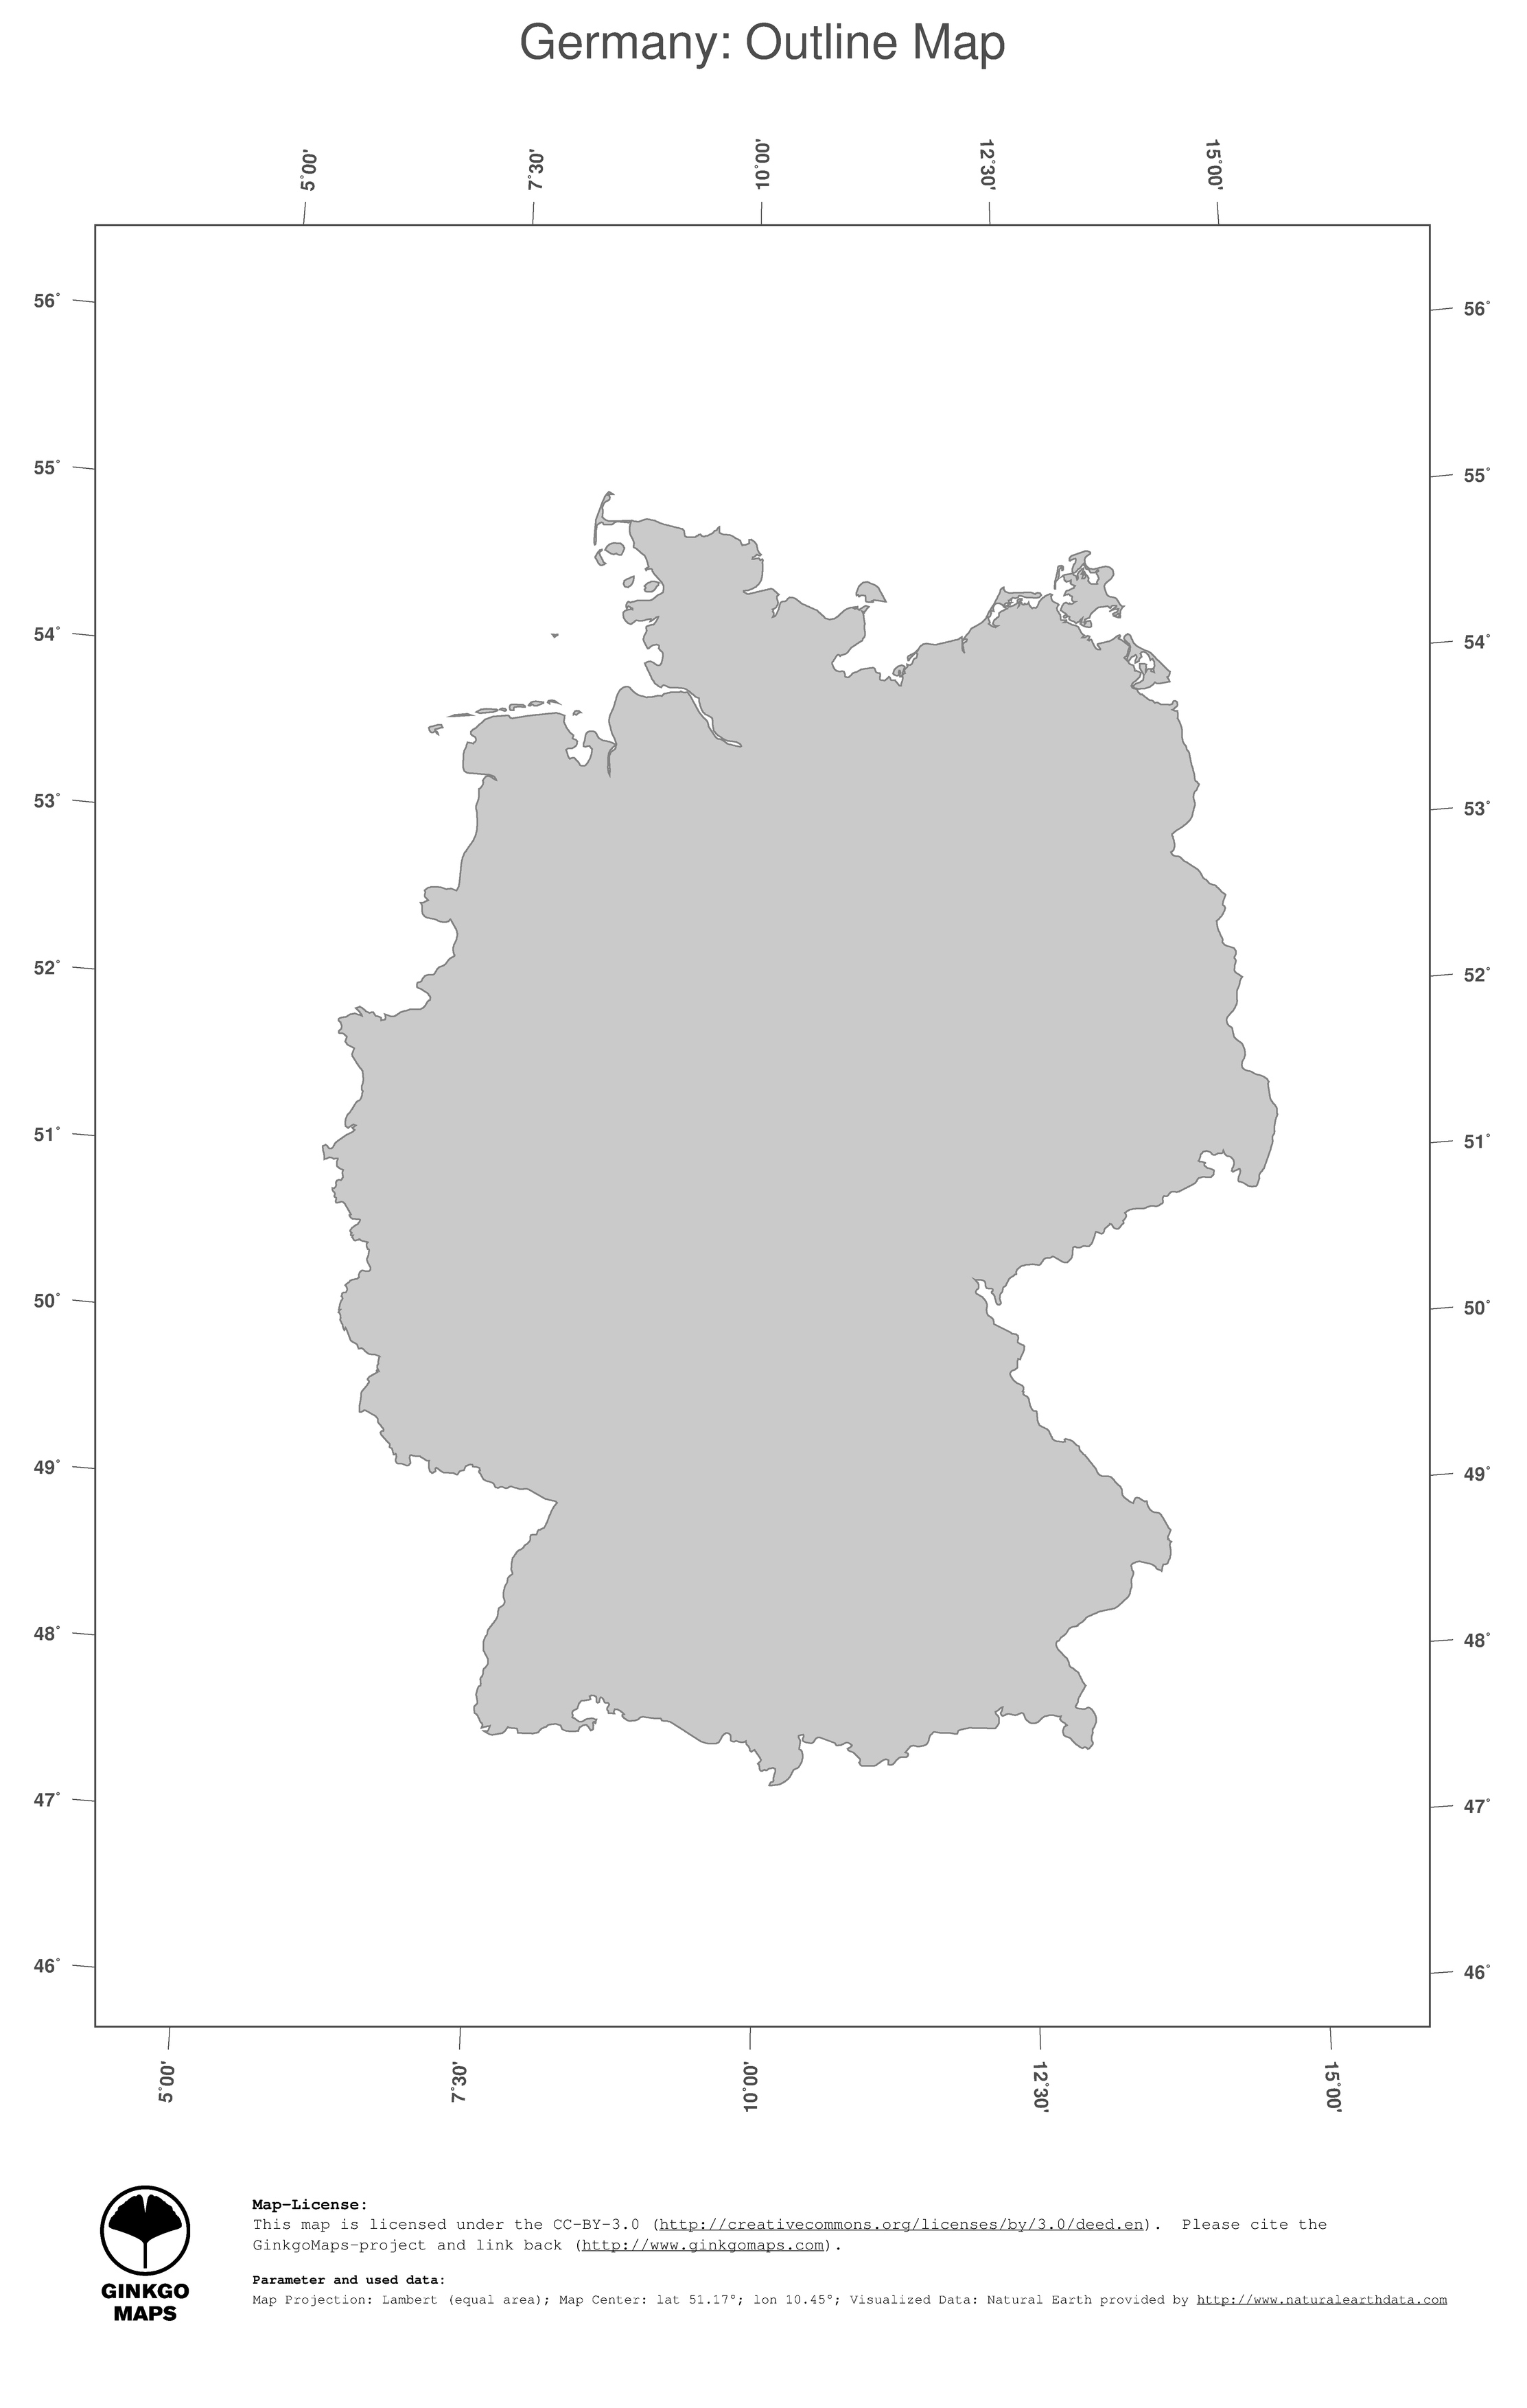 Germany: Outline Map
5°00' 7°30' 10°00' 12°30' 15°00'
56° 56°
55° 55°
54° 54°
53° 53°
52° 52°
51° 51°
50° 50°
49° 49°
48° 48°
47° 47°
46° 46°
5°00' 7°30' 10°00' 12°30' 15°00'
GINKGO
MAPS
Map-License:
This map is licensed under the CC-BY-3.0 (http://creativecommons.org/licenses/by/3.0/deed.en). Please cite the
GinkgoMaps-project and link back (http://www.ginkgomaps.com).
Parameter and used data:
Map Projection: Lambert (equal area); Map Center: lat 51.17°; lon 10.45°; Visualized Data: Natural Earth provided by http://www.naturalearthdata.com